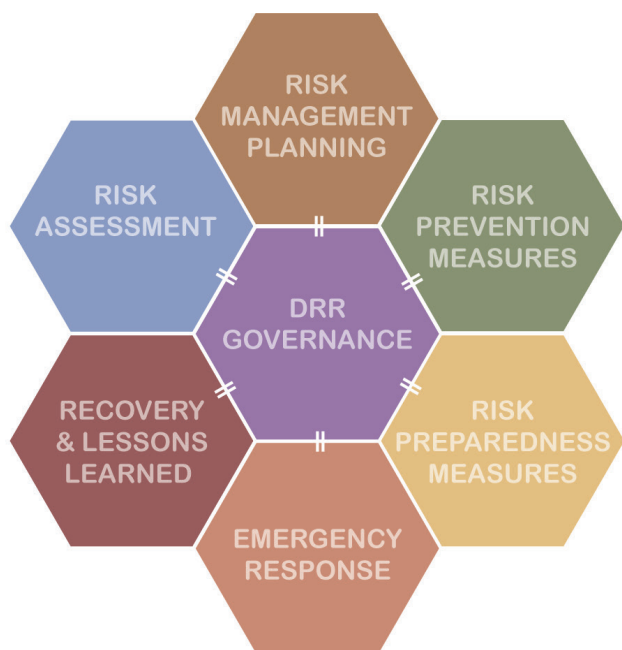 RISK
MANAGEMENT
PLANNING
RISK
ASSESSMENT
RISK
PREVENTION
MEASURES
DRR
GOVERNANCE
RECOVERY
& LESSONS
LEARNED
RISK
PREPAREDNESS
MEASURES
EMERGENCY
RESPONSE